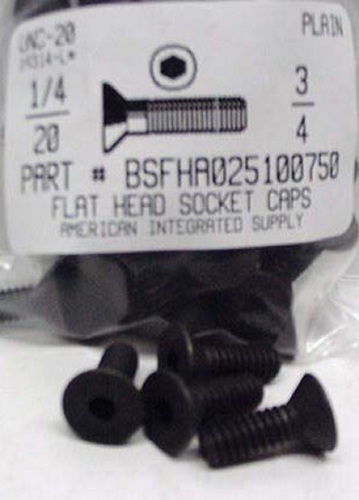 UNC-20
PLAIN
1/4
20
3
4
PART # BSFHA025100750
FLAT HEAD SOCKET CAPS
AMERICAN INTEGRATED SUPPLY